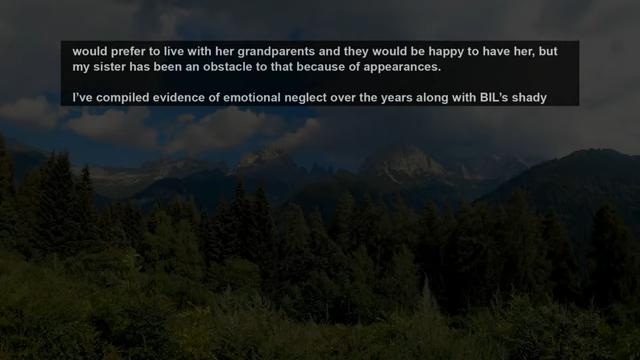 would prefer to live with her grandparents and they would be happy to have her, but
my sister has been an obstacle to that because of appearances.
I've compiled evidence of emotional neglect over the years along with BIL's shady